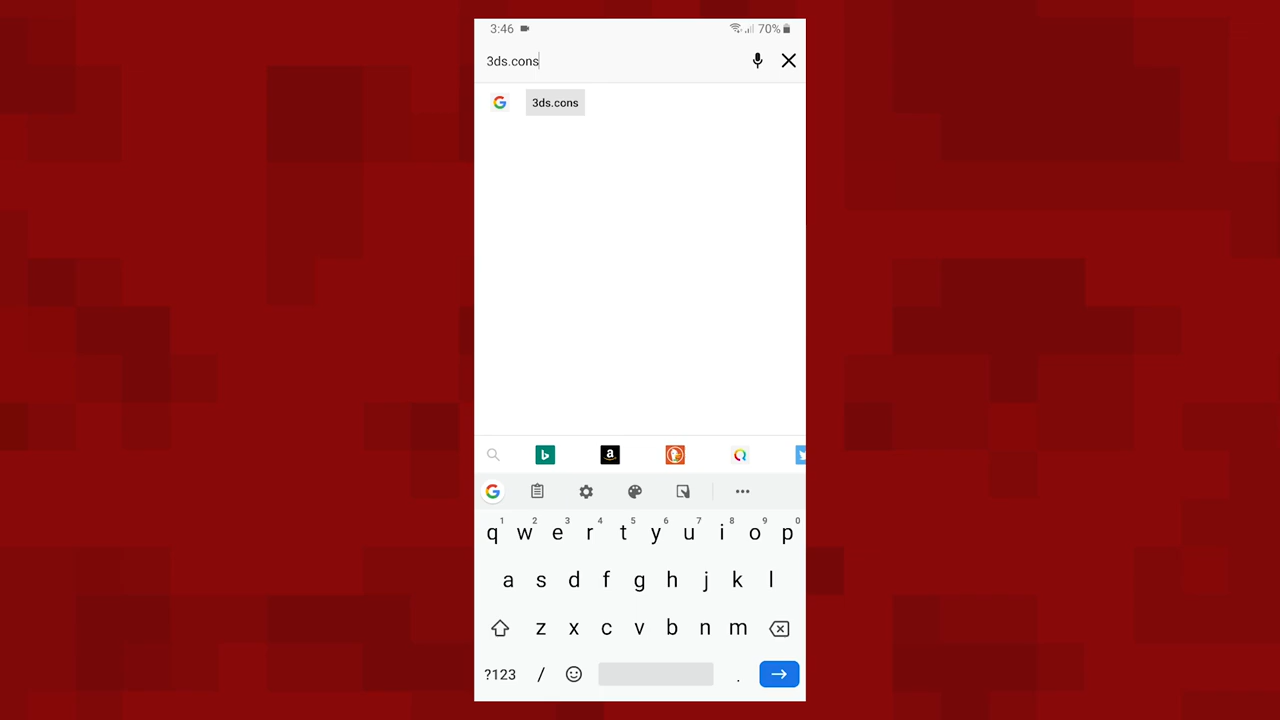 3:46 70%
3ds.cons
3ds.cons
1 2 3 4 5 6 7 8 9 0
q w e r t y u i o p
a s d f g h j k l
z x c v b n m
?123 / .